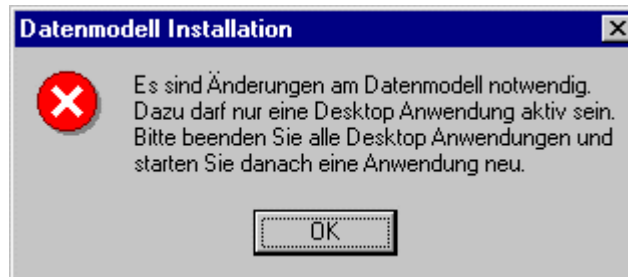 Datenmodell Installation
Es sind Änderungen am Datenmodell notwendig.
Dazu darf nur eine Desktop Anwendung aktiv sein.
Bitte beenden Sie alle Desktop Anwendungen und
starten Sie danach eine Anwendung neu.
OK